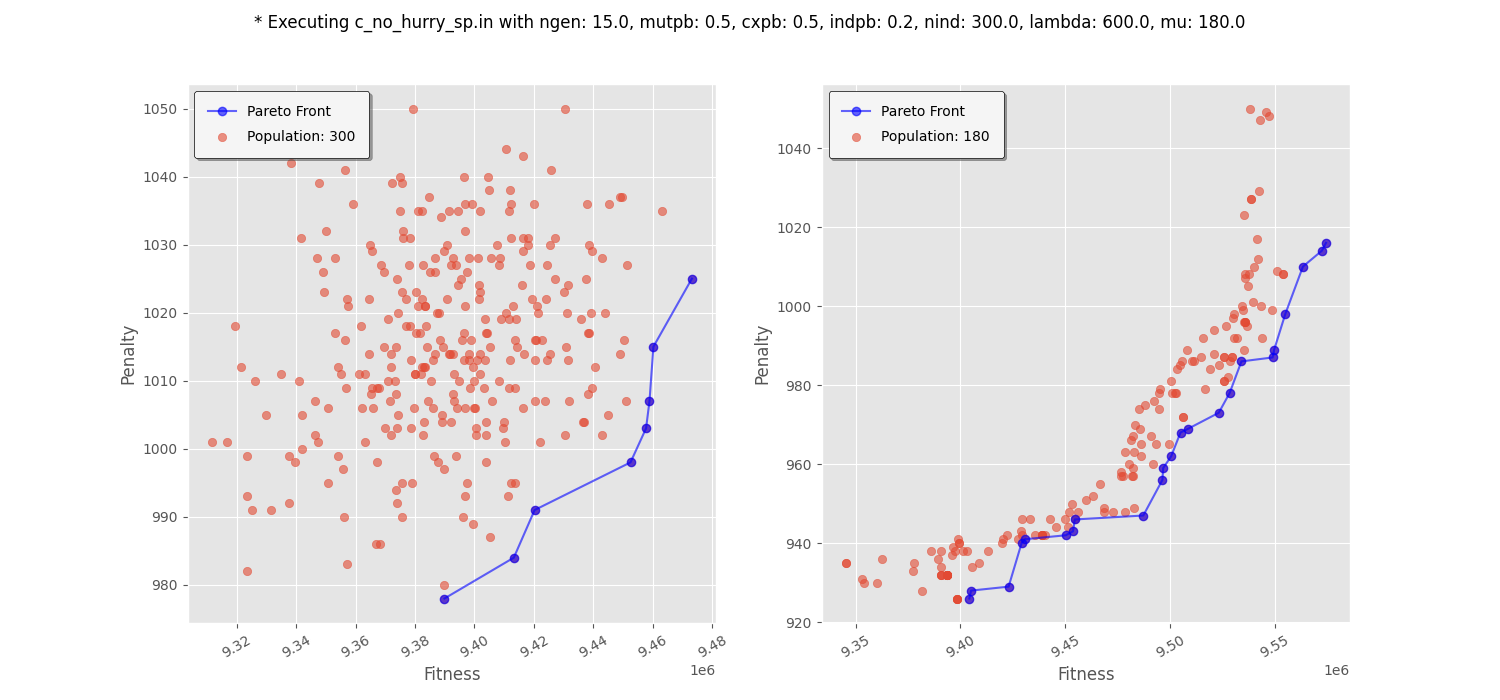 * Executing c_no_hurry_sp.in with ngen: 15.0, mutpb: 0.5, cxpb: 0.5, indpb: 0.2, nind: 300.0, lambda: 600.0, mu: 180.0
Pareto Front
Population: 300
1050
1040
1030
1020
1010
1000
990
980
Penalty
9.32
9.34
9.36
9.38
9.40
9.42
9.44
9.46
9.48
1e6
Fitness
Pareto Front
Population: 180
1040
1020
1000
980
960
940
920
Penalty
9.35
9.40
9.45
9.50
9.55
1e6
Fitness